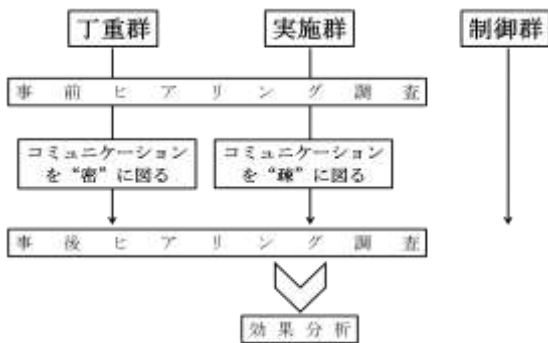 丁重群 実施群 制御群
事前ヒアリング調査
コミュニケーション
を“密”に図る
コミュニケーション
を“疎”に図る
事後ヒアリング調査
効果分析